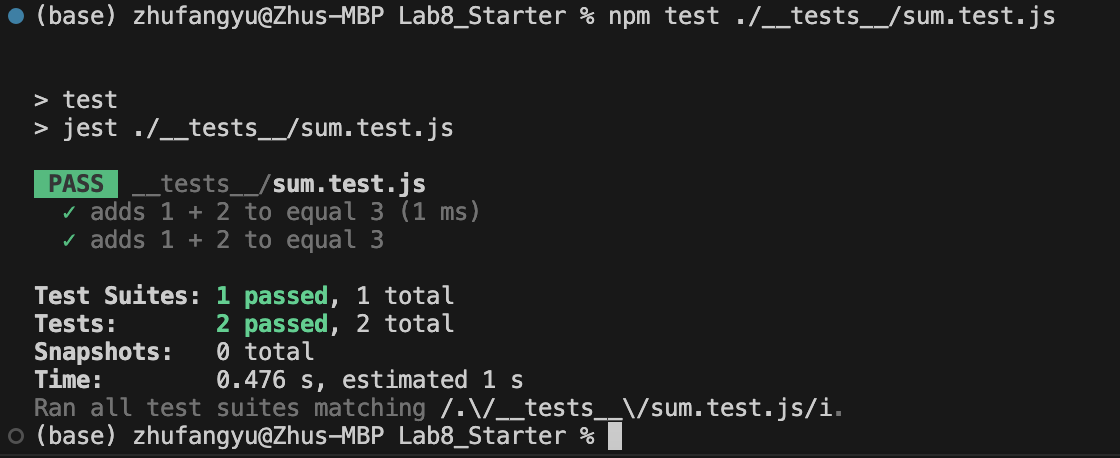 (base) zhufangyu@Zhus-MBP Lab8_Starter % npm test ./__tests__/sum.test.js
> test
> jest ./__tests__/sum.test.js
PASS __tests__/sum.test.js
✓ adds 1 + 2 to equal 3 (1 ms)
✓ adds 1 + 2 to equal 3
Test Suites: 1 passed, 1 total
Tests: 2 passed, 2 total
Snapshots: 0 total
Time: 0.476 s, estimated 1 s
Ran all test suites matching /.\/__tests__\/sum.test.js/i.
(base) zhufangyu@Zhus-MBP Lab8_Starter %